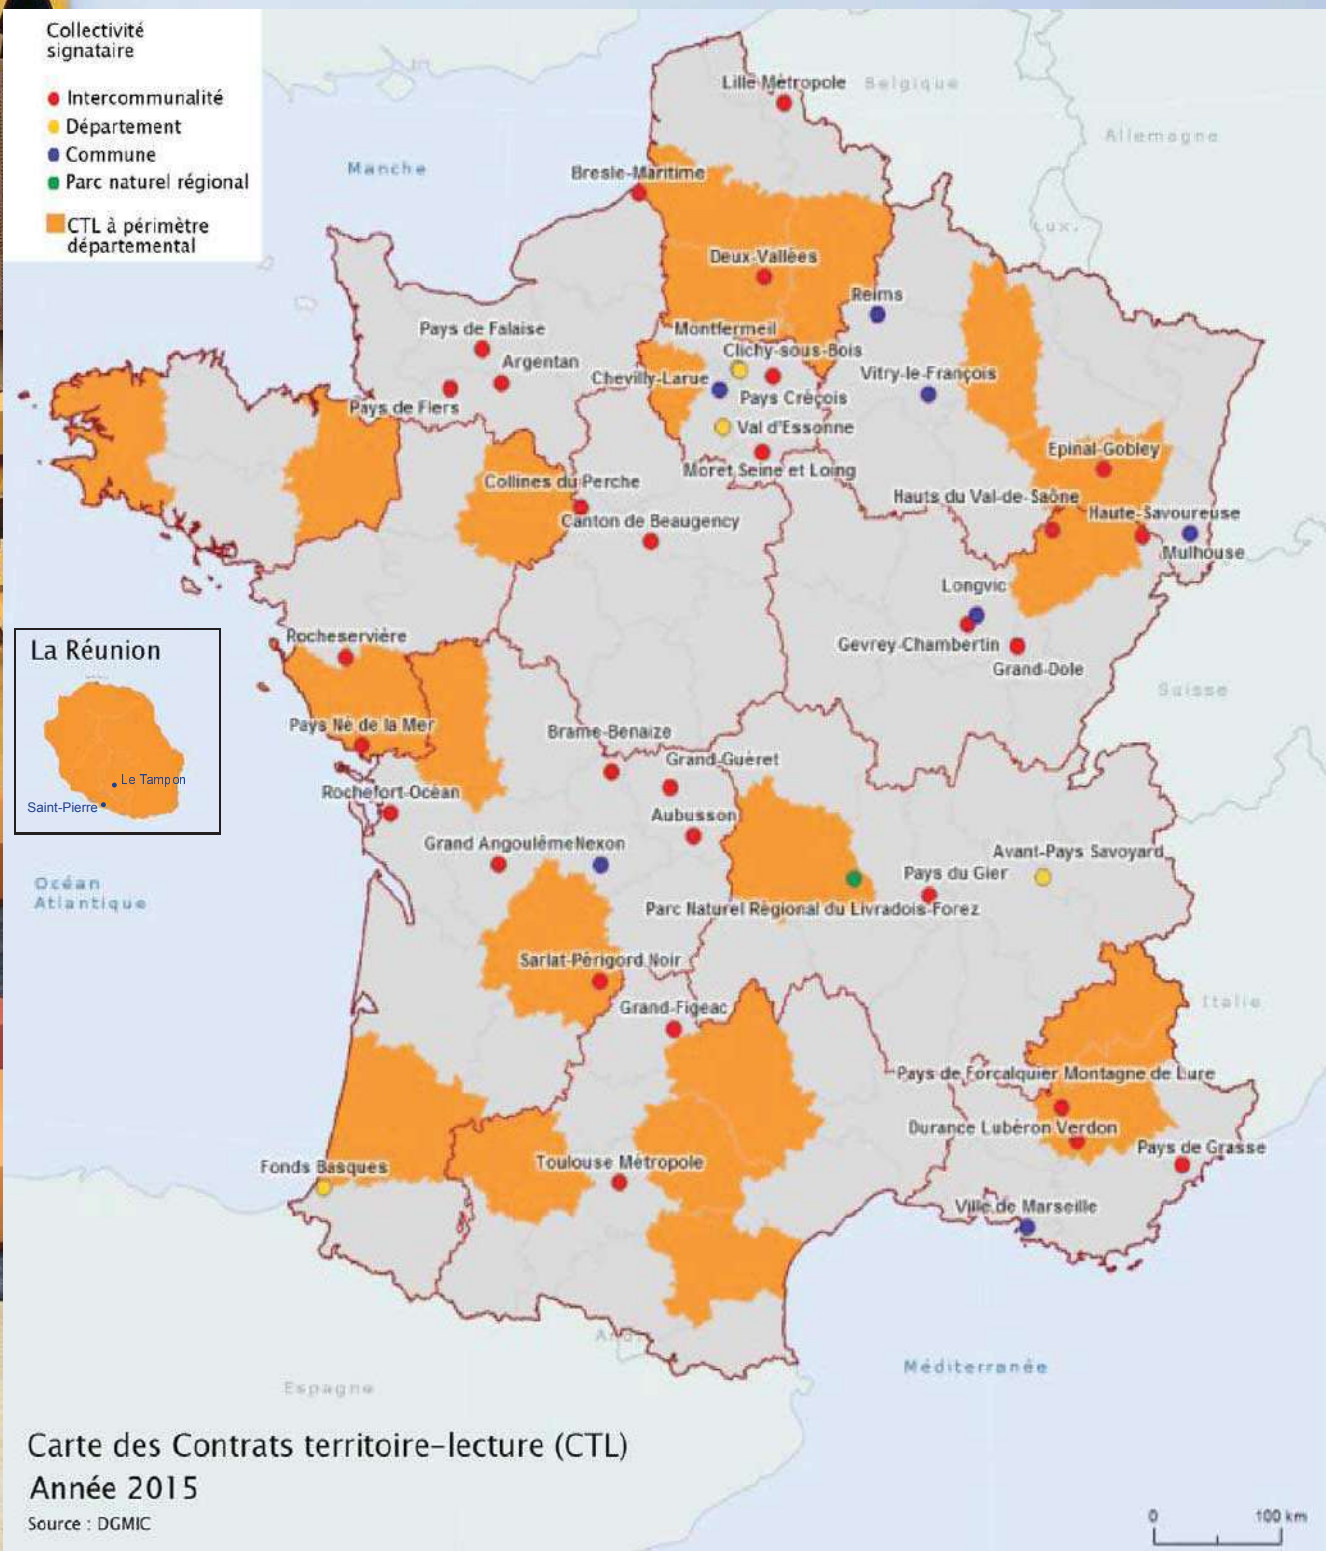 Collectivité
signataire
Intercommunalité
Département
Commune
Parc naturel régional
CTL à périmètre
départemental
Manche
Belgique
Allemagne
Lux.
Lille Métropole
Bresle-Maritime
Deux-Vallées
Reims
Pays de Falaise
Montfermeil
Clichy-sous-Bois
Argentan
Chevilly-Larue
Vitry-le-François
Pays de Flers
Pays Créçois
Val d'Essonne
Epinal-Gobley
Moret Seine et Loing
Collines du Perche
Hauts du Val-de-Saône
Canton de Beaugency
Haute-Savoureuse
Mulhouse
Longvic
Rocheservière
Gevrey-Chambertin
Grand-Dole
Suisse
La Réunion
Le Tampon
Saint-Pierre
Pays Né de la Mer
Brame-Benaize
Grand-Guéret
Rochefort-Océan
Aubusson
Grand Angoulême
Nexon
Avant-Pays Savoyard
Pays du Gier
Océan
Atlantique
Parc Naturel Régional du Livradois-Forez
Sarlat-Périgord Noir
Grand-Figeac
Italie
Pays de Forcalquier Montagne de Lure
Durance Lubéron Verdon
Pays de Grasse
Fonds Basques
Toulouse Métropole
Ville de Marseille
Méditerranée
Espagne
Carte des Contrats territoire-lecture (CTL)
Année 2015
Source : DGMIC
0 100 km